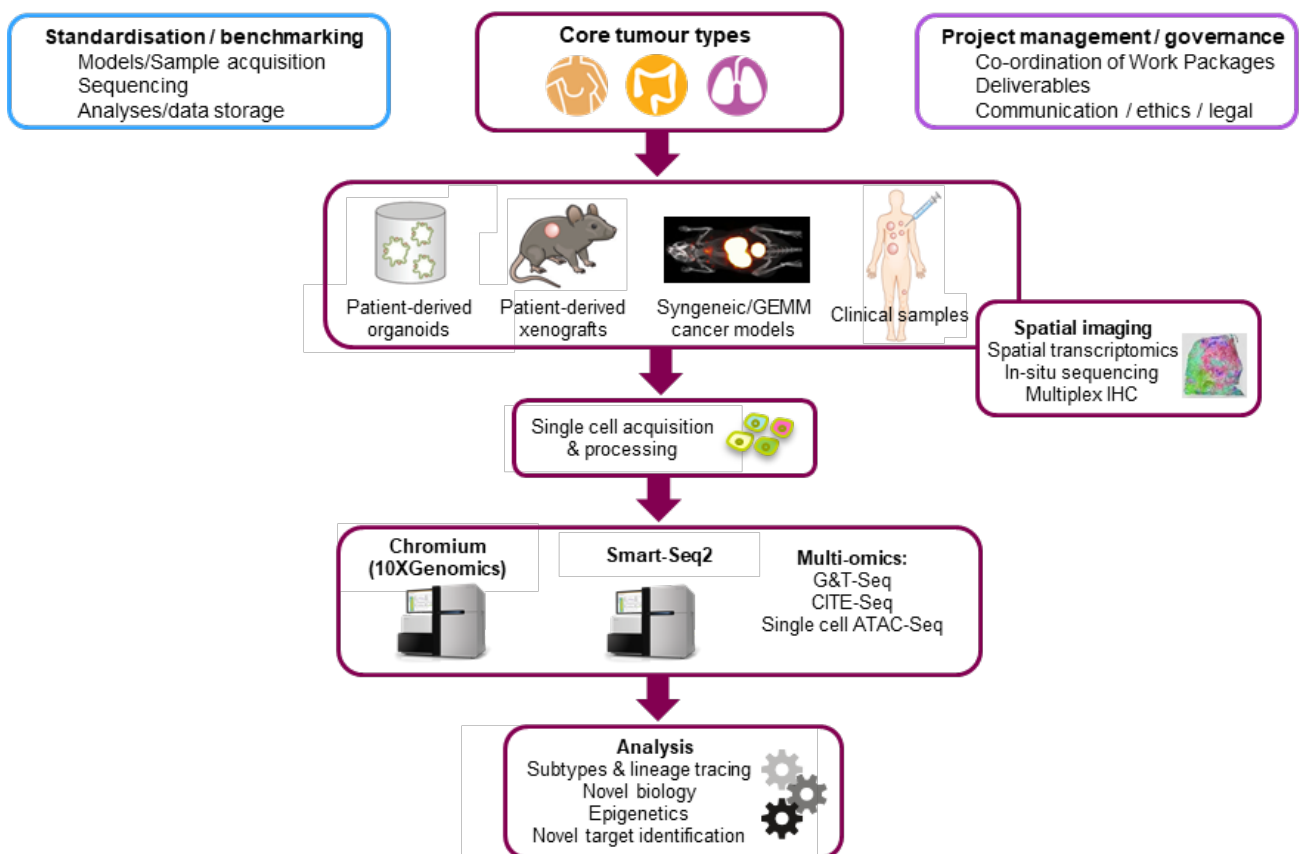 Standardisation / benchmarking
Models/Sample acquisition
Sequencing
Analyses/data storage
Core tumour types
Project management / governance
Co-ordination of Work Packages
Deliverables
Communication / ethics / legal
Patient-derived
organoids
Patient-derived
xenografts
Syngeneic/GEMM
cancer models
Clinical samples
Spatial imaging
Spatial transcriptomics
In-situ sequencing
Multiplex IHC
Single cell acquisition
& processing
Chromium
(10XGenomics)
Smart-Seq2
Multi-omics:
G&T-Seq
CITE-Seq
Single cell ATAC-Seq
Analysis
Subtypes & lineage tracing
Novel biology
Epigenetics
Novel target identification